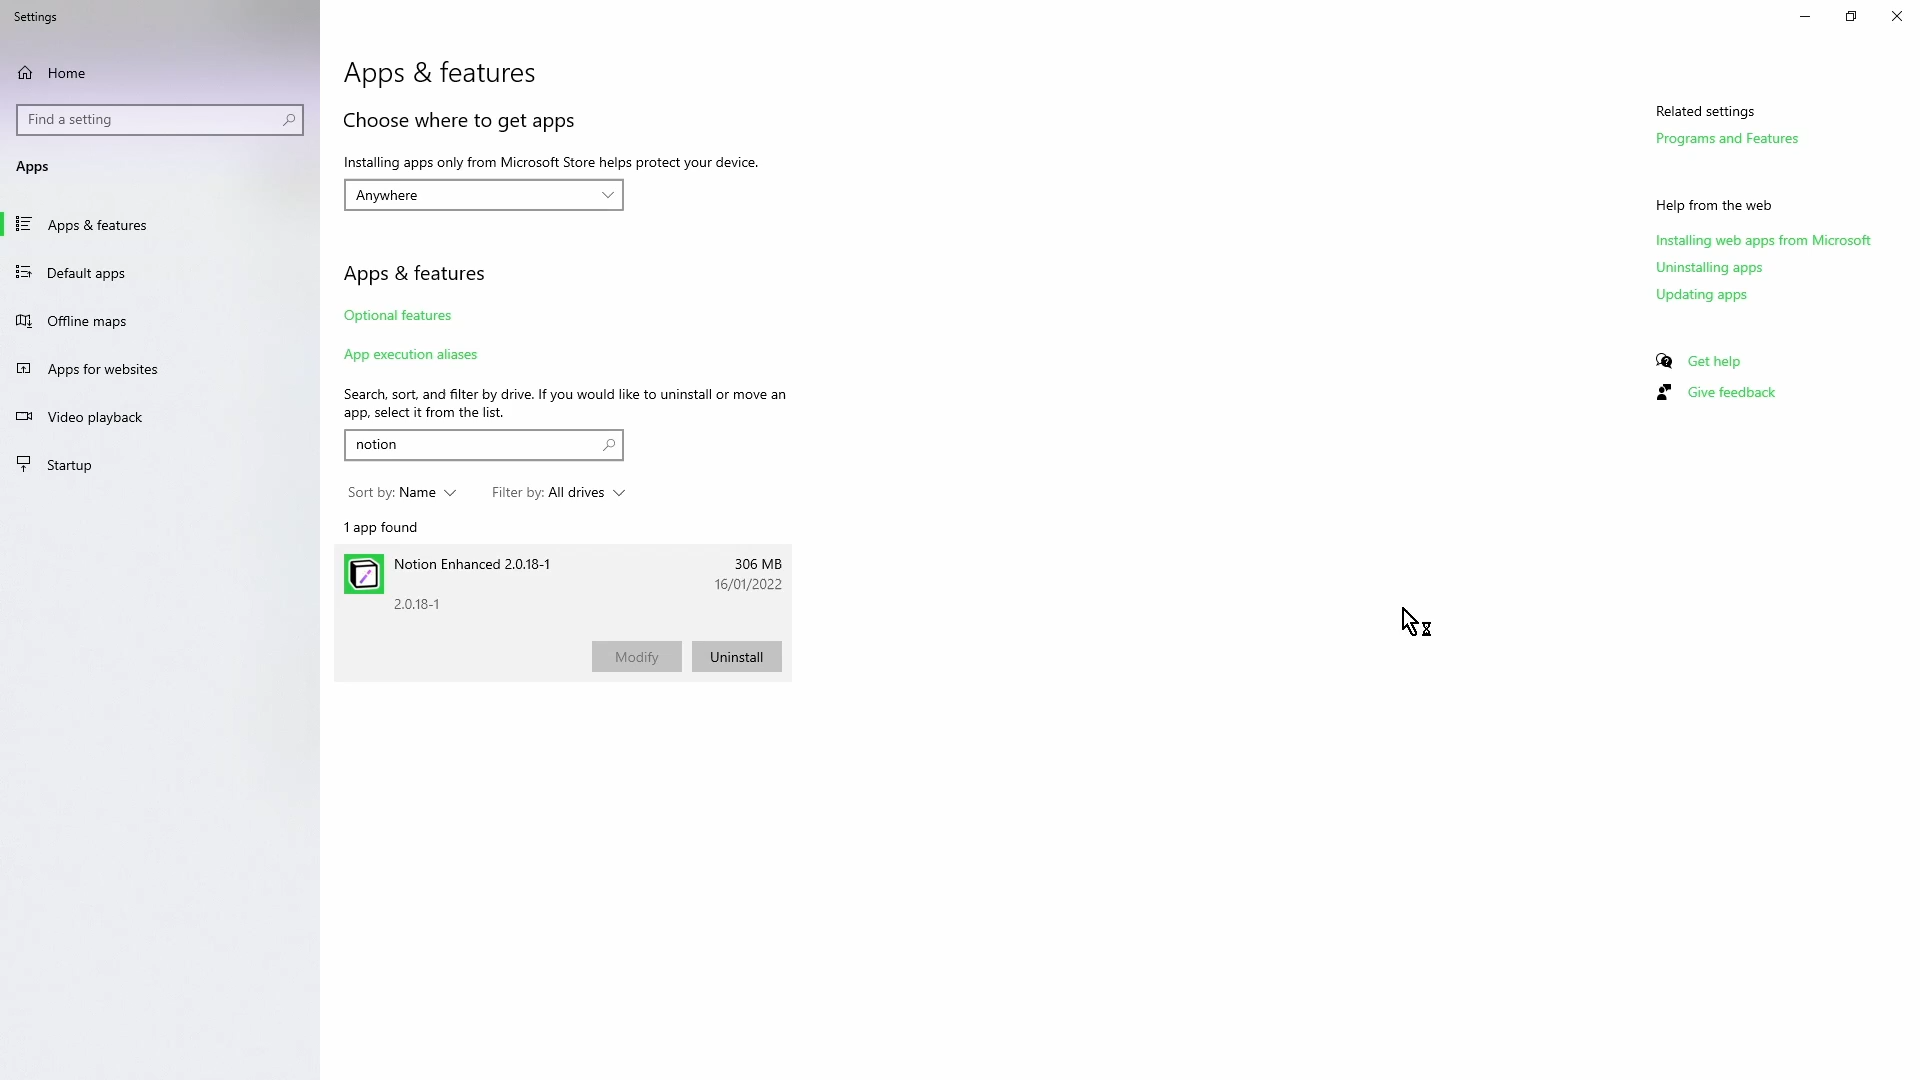 Settings
Home
Find a setting
Apps
Apps & features
Default apps
Offline maps
Apps for websites
Video playback
Startup
Apps & features
Choose where to get apps
Installing apps only from Microsoft Store helps protect your device.
Anywhere
Apps & features
Optional features
App execution aliases
Search, sort, and filter by drive. If you would like to uninstall or move an
app, select it from the list.
notion
Sort by: Name
Filter by: All drives
1 app found
Notion Enhanced 2.0.18-1
306 MB
16/01/2022
2.0.18-1
Modify
Uninstall
Related settings
Programs and Features
Help from the web
Installing web apps from Microsoft
Uninstalling apps
Updating apps
Get help
Give feedback